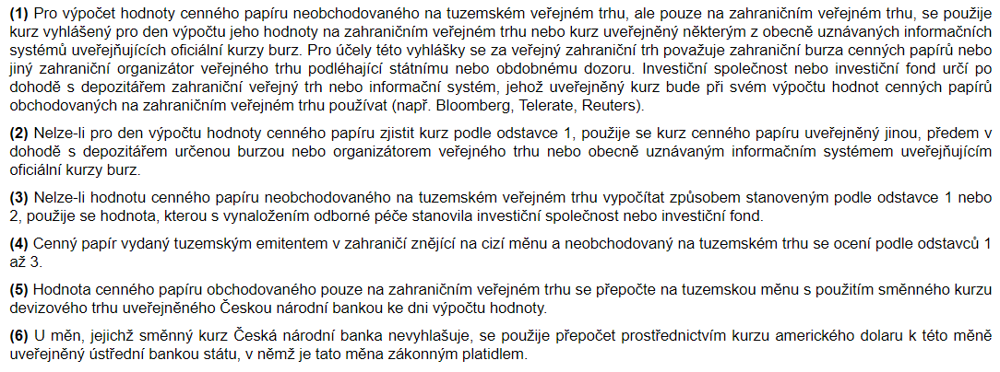 (1) Pro výpočet hodnoty cenného papíru neobchodovaného na tuzemském veřejném trhu, ale pouze na zahraničním veřejném trhu, se použije
kurz vyhlášený pro den výpočtu jeho hodnoty na zahraničním veřejném trhu nebo kurz uveřejněný některým z obecně uznávaných informačních
systémů uveřejňujících oficiální kurzy burz. Pro účely této vyhlášky se za veřejný zahraniční trh považuje zahraniční burza cenných papírů nebo
jiný zahraniční organizátor veřejného trhu podléhající státnímu nebo obdobnému dozoru. Investiční společnost nebo investiční fond určí po
dohodě s depozitářem zahraniční veřejný trh nebo informační systém, jehož uveřejněný kurz bude při svém výpočtu hodnot cenných papírů
obchodovaných na zahraničním veřejném trhu používat (např. Bloomberg, Telerate, Reuters).
(2) Nelze-li pro den výpočtu hodnoty cenného papíru zjistit kurz podle odstavce 1, použije se kurz cenného papíru uveřejněný jinou, předem v
dohodě s depozitářem určenou burzou nebo organizátorem veřejného trhu nebo obecně uznávaným informačním systémem uveřejňujícím
oficiální kurzy burz.
(3) Nelze-li hodnotu cenného papíru neobchodovaného na tuzemském veřejném trhu vypočítat způsobem stanoveným podle odstavce 1 nebo
2, použije se hodnota, kterou s vynaložením odborné péče stanovila investiční společnost nebo investiční fond.
(4) Cenný papír vydaný tuzemským emitentem v zahraničí znějící na cizí měnu a neobchodovaný na tuzemském trhu se ocení podle odstavců 1
až 3.
(5) Hodnota cenného papíru obchodovaného pouze na zahraničním veřejném trhu se přepočte na tuzemskou měnu s použitím směnného kurzu
devizového trhu uveřejněného Českou národní bankou ke dni výpočtu hodnoty.
(6) U měn, jejichž směnný kurz Česká národní banka nevyhlašuje, se použije přepočet prostřednictvím kurzu amerického dolaru k této měně
uveřejněný ústřední bankou státu, v němž je tato měna zákonným platidlem.